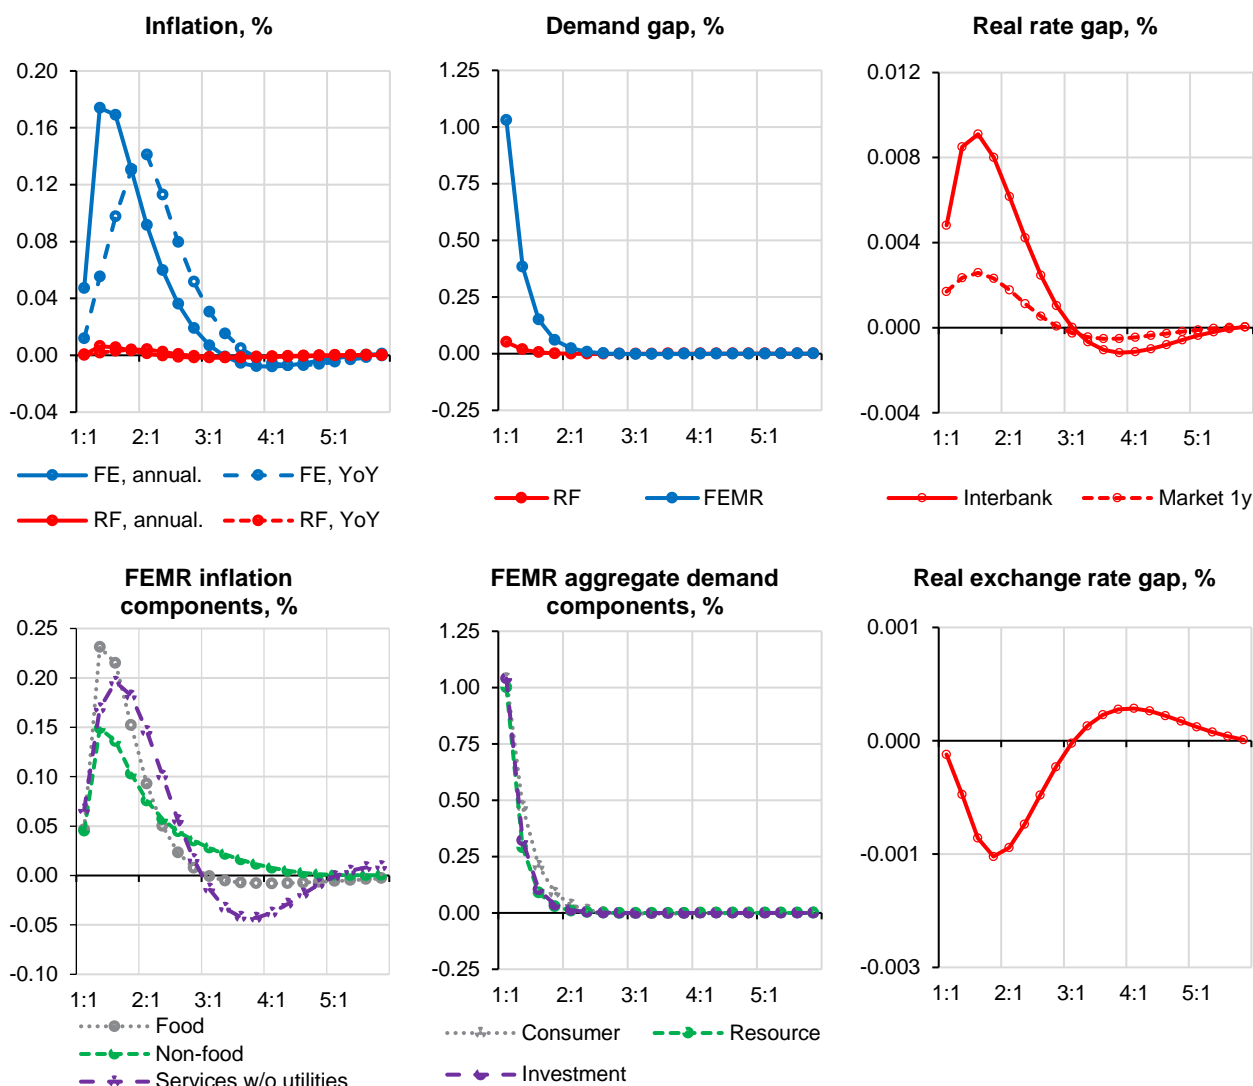 Inflation, %
0.20
0.16
0.12
0.08
0.04
0.00
-0.04
1:1 2:1 3:1 4:1 5:1
FE, annual. FE, YoY
RF, annual. RF, YoY
Demand gap, %
1.25
1.00
0.75
0.50
0.25
0.00
-0.25
1:1 2:1 3:1 4:1 5:1
RF FEMR
Real rate gap, %
0.012
0.008
0.004
0.000
-0.004
1:1 2:1 3:1 4:1 5:1
Interbank Market 1y
FEMR inflation
components, %
0.25
0.20
0.15
0.10
0.05
0.00
-0.05
-0.10
1:1 2:1 3:1 4:1 5:1
Food
Non-food
Services w/o utilities
FEMR aggregate demand
components, %
1.25
1.00
0.75
0.50
0.25
0.00
-0.25
1:1 2:1 3:1 4:1 5:1
Consumer Resource
Investment
Real exchange rate gap, %
0.001
0.000
-0.001
-0.003
1:1 2:1 3:1 4:1 5:1